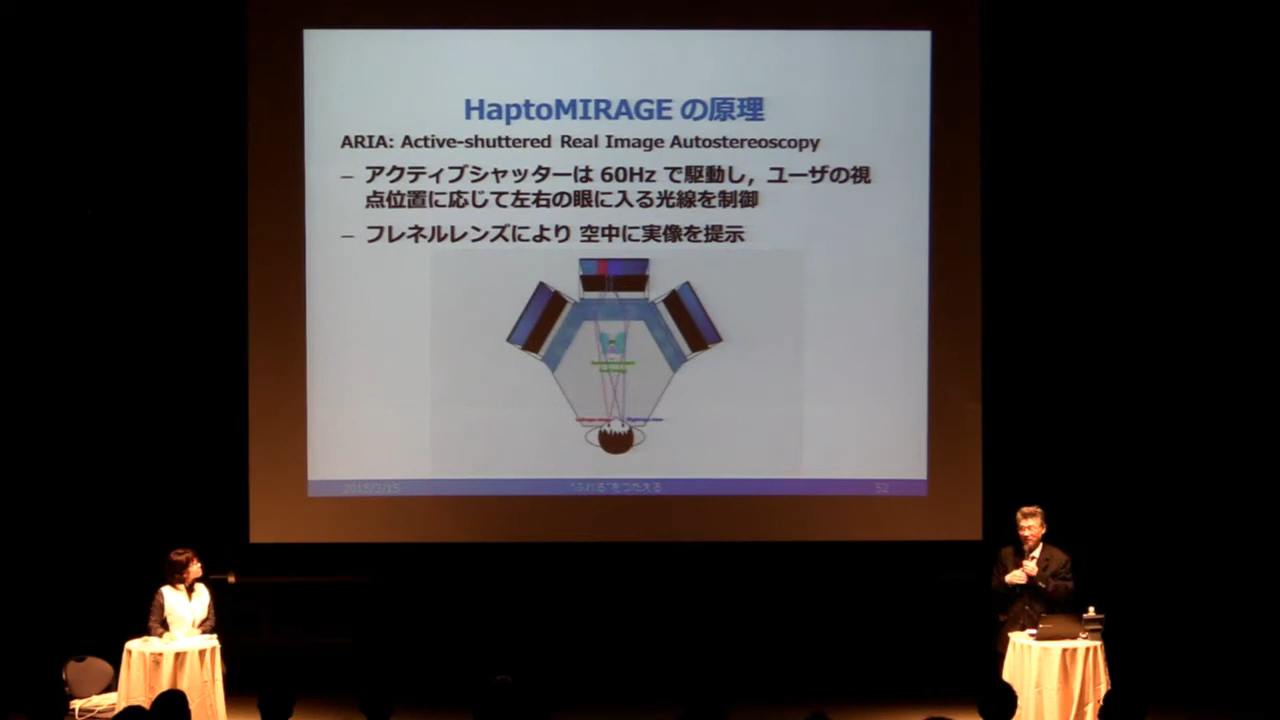 HaptoMIRAGE の原理
ARIA: Active-shuttered Real Image Autostereoscopy
– アクティブシャッターは 60Hz で駆動し，ユーザの視
点位置に応じて左右の眼に入る光線を制御
– フレネルレンズにより 空中に実像を提示
2015/3/15
"ふれる"をつたえる
52